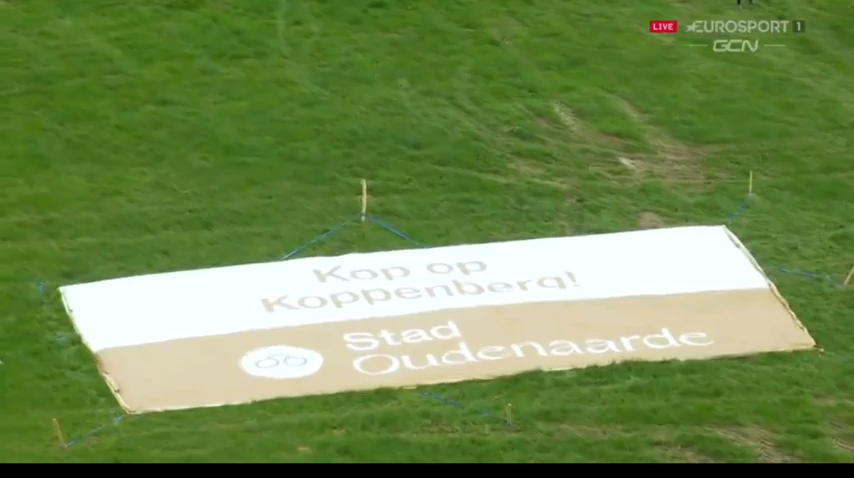 LIVE EUROSPORT 1
GCN
Kop op
Koppenberg!
Stad
Oudenaarde